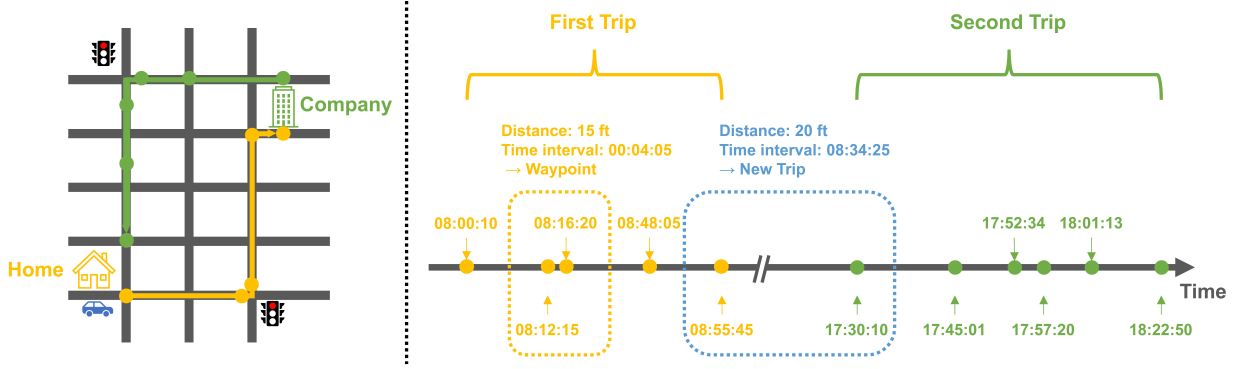 Company
Home
First Trip
Second Trip
Distance: 15 ft
Time interval: 00:04:05
→ Waypoint
Distance: 20 ft
Time interval: 08:34:25
→ New Trip
08:00:10
08:16:20
08:48:05
17:52:34
18:01:13
Time
08:12:15
08:55:45
17:30:10
17:45:01
17:57:20
18:22:50